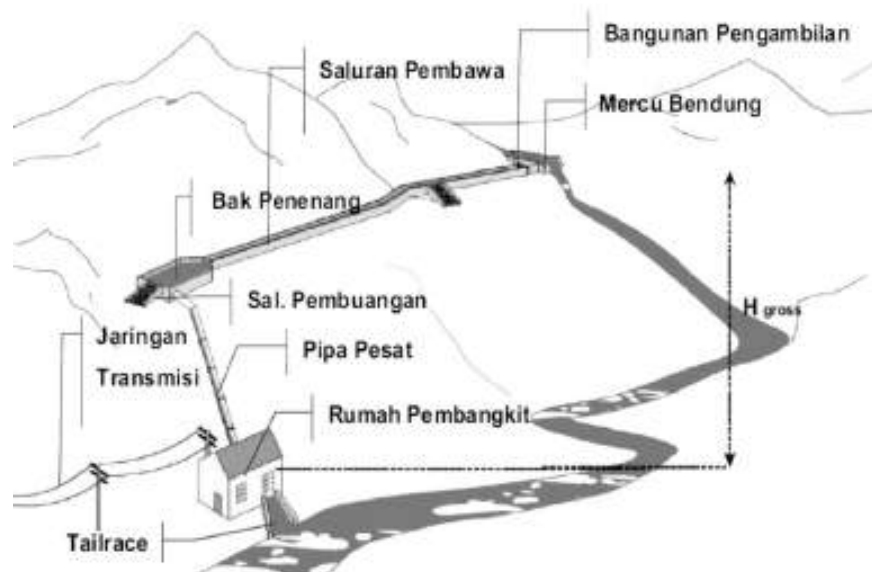 Bangunan Pengambilan
Saluran Pembawa
Mercu Bendung
Bak Penenang
Sal. Pembuangan
H gross
Jaringan
Transmisi
Pipa Pesat
Rumah Pembangkit
Tailrace